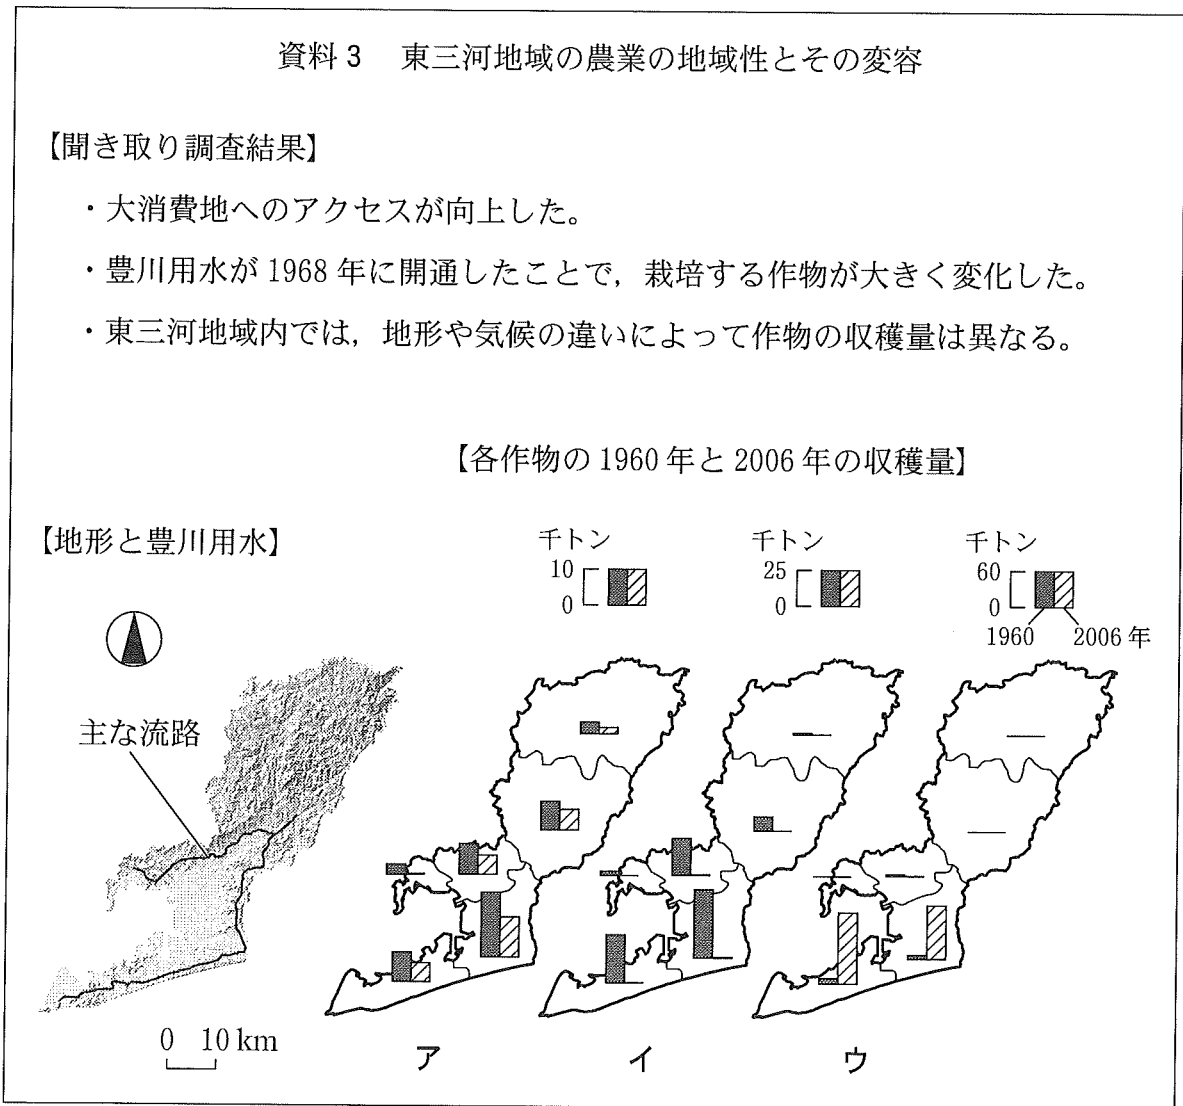 資料3　東三河地域の農業の地域性とその変容
【聞き取り調査結果】
・大消費地へのアクセスが向上した。
・豊川用水が1968年に開通したことで，栽培する作物が大きく変化した。
・東三河地域内では，地形や気候の違いによって作物の収穫量は異なる。
【各作物の1960年と2006年の収穫量】
【地形と豊川用水】
千トン
10
0
千トン
25
0
千トン
60
0
1960
2006年
主な流路
0 10 km
ア
イ
ウ